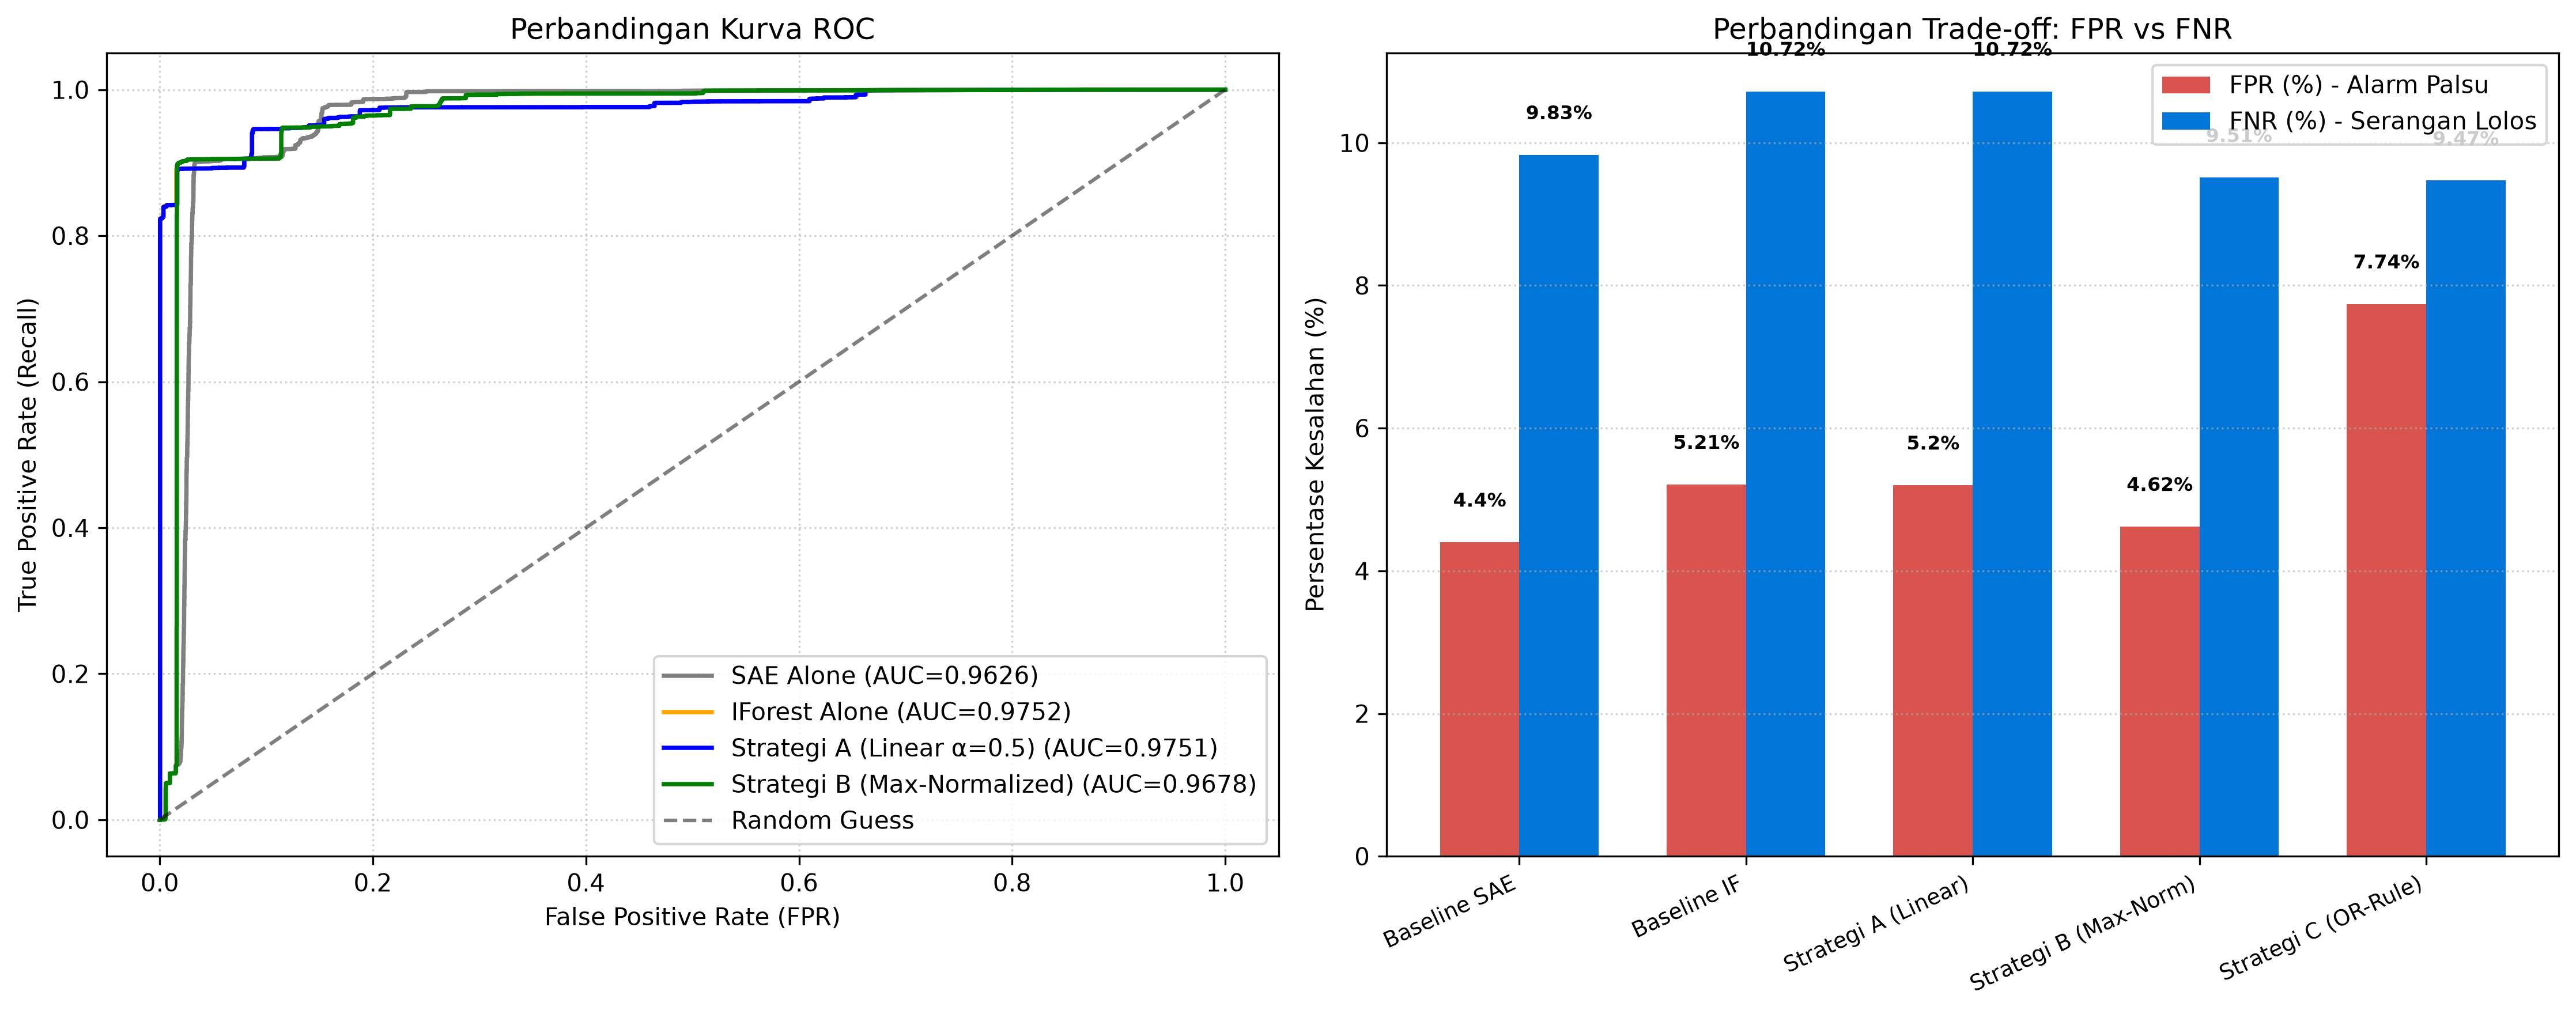 Perbandingan Kurva ROC
True Positive Rate (Recall)
1.0
0.8
0.6
0.4
0.2
0.0
SAE Alone (AUC=0.9626)
IForest Alone (AUC=0.9752)
Strategi A (Linear α=0.5) (AUC=0.9751)
Strategi B (Max-Normalized) (AUC=0.9678)
Random Guess
0.0 0.2 0.4 0.6 0.8 1.0
False Positive Rate (FPR)
Perbandingan Trade-off: FPR vs FNR
Persentase Kesalahan (%)
10
8
6
4
2
0
FPR (%) - Alarm Palsu
FNR (%) - Serangan Lolos
4.4%
9.83%
5.21%
10.72%
5.2%
10.72%
4.62%
9.51%
7.74%
9.47%
Baseline SAE
Baseline IF
Strategi A (Linear)
Strategi B (Max-Norm)
Strategi C (OR-Rule)